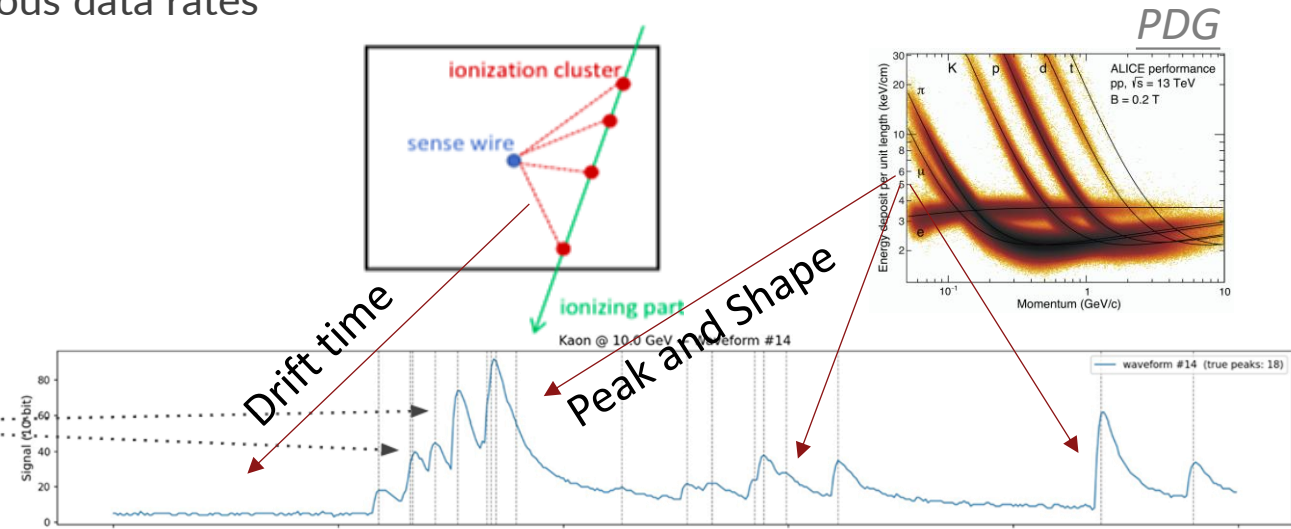 ous data rates
PDG
ionization cluster
sense wire
ionizing part
Drift time
Peak and Shape
Energy deposit per unit length (keV/cm)
30
20
10
8
6
5
4
3
2
π
K
p
d
t
μ
e
ALICE performance
pp, √s = 13 TeV
B = 0.2 T
10⁻¹
1
10
Momentum (GeV/c)
Kaon @ 10.0 GeV Waveform #14
waveform #14 (true peaks: 18)
80
60
40
20
0